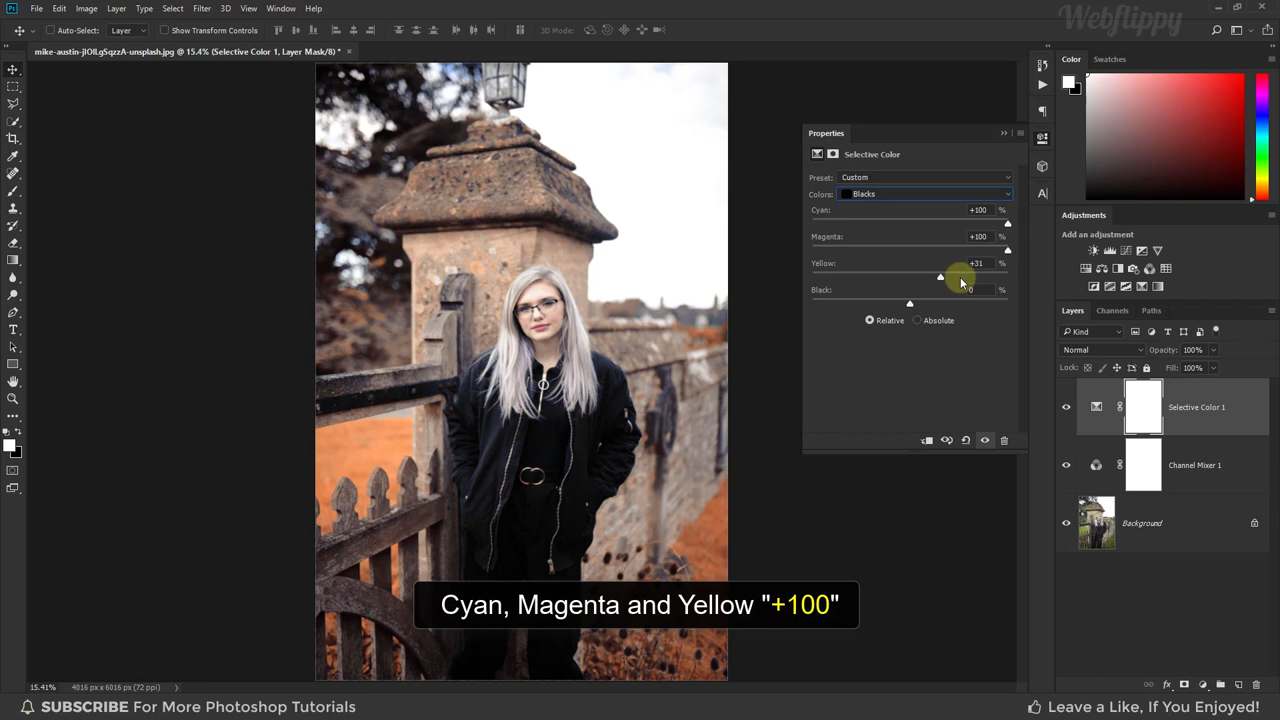 Webflippy
Ps File Edit Image Layer Type Select Filter 3D View Window Help
Auto-Select: Layer Show Transform Controls 3D Mode:
mike-austin-jIOlLgSqzzA-unsplash.jpg @ 15.4% (Selective Color 1, Layer Mask/8) *
Properties
Selective Color
Preset: Custom
Colors: Blacks
Cyan: +100 %
Magenta: +100 %
Yellow: +31 %
Black: 0 %
Relative Absolute
Color Swatches
Adjustments
Add an adjustment
Layers Channels Paths
Kind
Normal Opacity: 100%
Lock: Fill: 100%
Selective Color 1
Channel Mixer 1
Background
Cyan, Magenta and Yellow "+100"
15.41% 4016 px x 6016 px (72 ppi)
SUBSCRIBE For More Photoshop Tutorials
Leave a Like, If You Enjoyed!